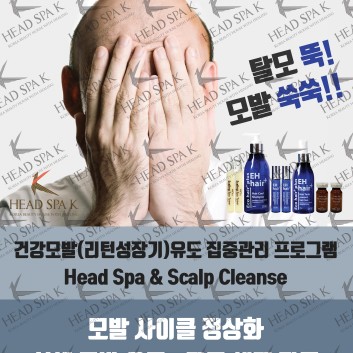 탈모 뚝!
모발 쑥쑥!!
HEAD SPA K
EH
hair+
건강모발(리턴성장기)유도 집중관리 프로그램
Head Spa & Scalp Cleanse
모발 사이클 정상화